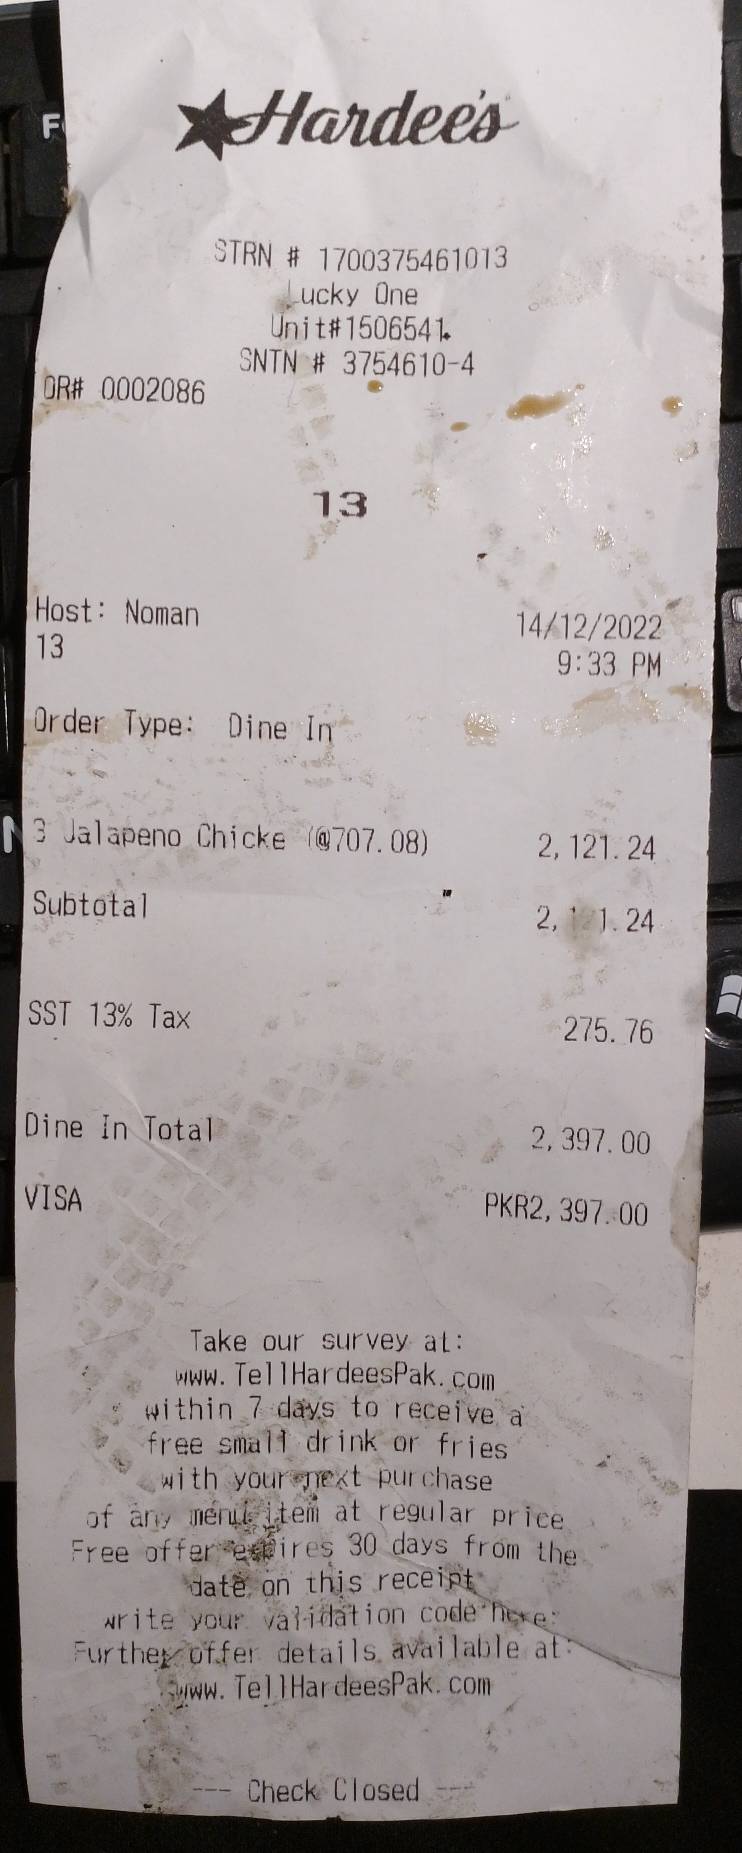 Hardee's
STRN # 1700375461013
Lucky One
Unit#1506541
SNTN # 3754610-4
OR# 0002086
13
Host: Noman 14/12/2022
13 9:33 PM
Order Type: Dine In
3 Jalapeno Chicke (@707.08) 2,121.24
Subtotal 2,121.24
SST 13% Tax 275.76
Dine In Total 2,397.00
VISA PKR2,397.00
Take our survey at:
www.TellHardeesPak.com
within 7 days to receive a
free small drink or fries
with your next purchase
of any menu item at regular price
Free offer expires 30 days from the
date on this receipt
write your validation code here:
Further offer details available at:
www.TellHardeesPak.com
--- Check Closed ---